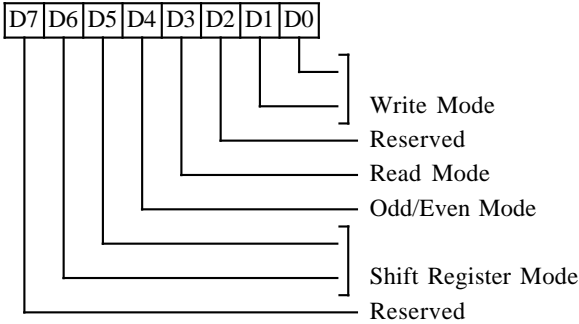 D7 D6 D5 D4 D3 D2 D1 D0
Write Mode
Reserved
Read Mode
Odd/Even Mode
Shift Register Mode
Reserved